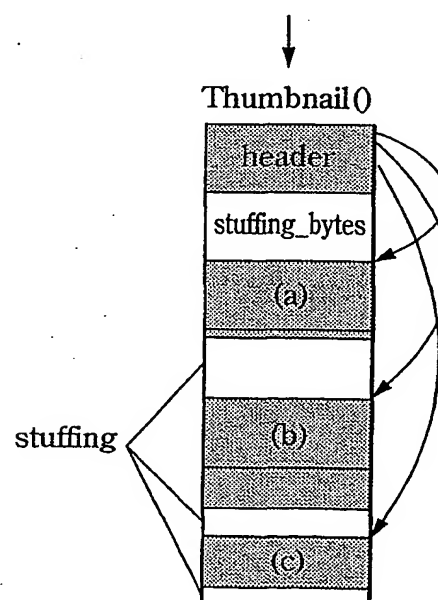 Thumbnail()
header
stuffing_bytes
(a)
stuffing
(b)
(c)